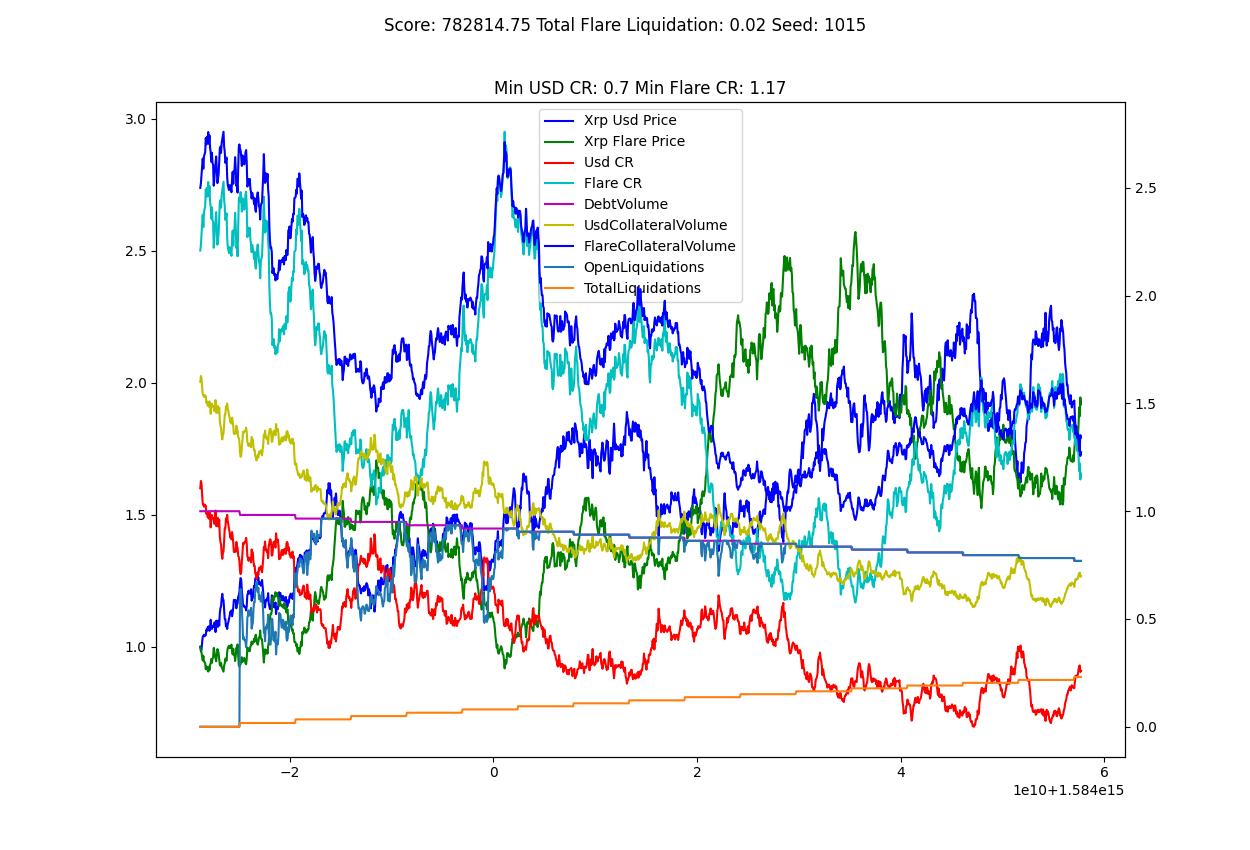 Score: 782814.75 Total Flare Liquidation: 0.02 Seed: 1015
Min USD CR: 0.7 Min Flare CR: 1.17
Xrp Usd Price
Xrp Flare Price
Usd CR
Flare CR
DebtVolume
UsdCollateralVolume
FlareCollateralVolume
OpenLiquidations
TotalLiquidations
3.0
2.5
2.0
1.5
1.0
2.5
2.0
1.5
1.0
0.5
0.0
−2
0
2
4
6
1e10+1.584e15